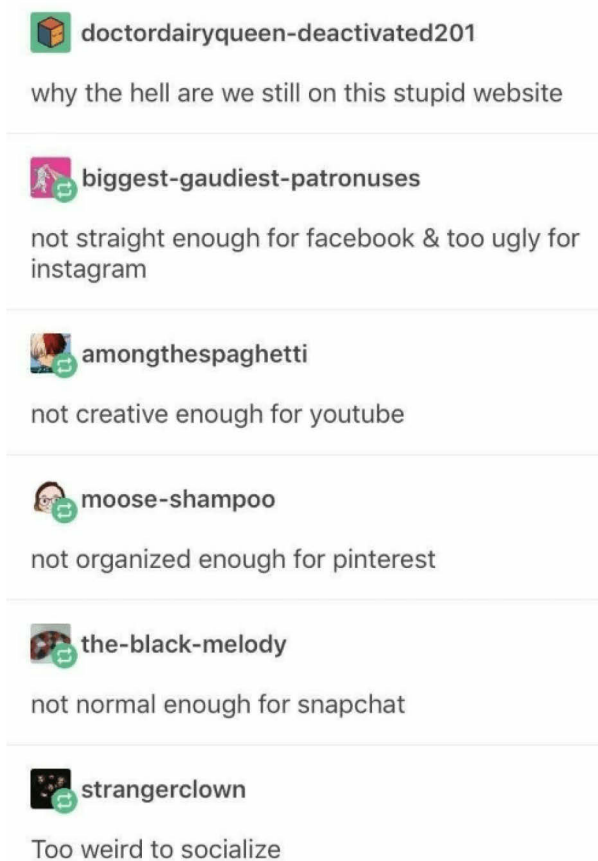 doctordairyqueen-deactivated201
why the hell are we still on this stupid website
biggest-gaudiest-patronuses
not straight enough for facebook & too ugly for
instagram
amongthespaghetti
not creative enough for youtube
moose-shampoo
not organized enough for pinterest
the-black-melody
not normal enough for snapchat
strangerclown
Too weird to socialize